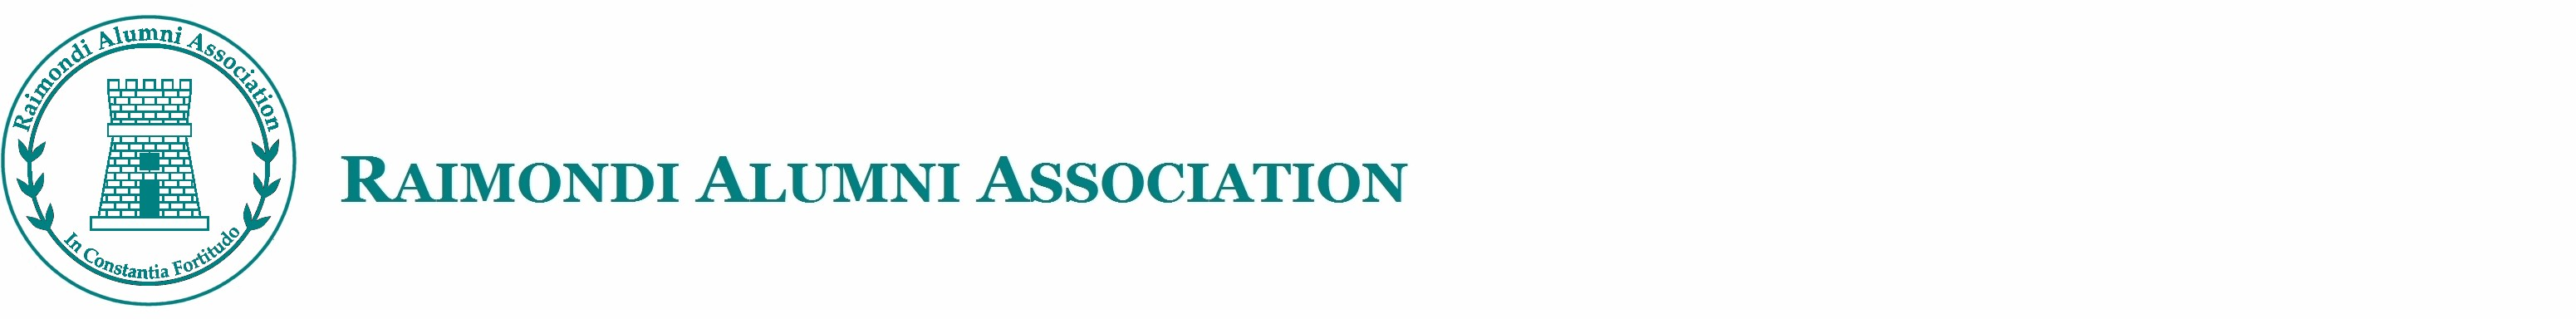 Raimondi Alumni Association
In Constantia Fortitudo
RAIMONDI ALUMNI ASSOCIATION